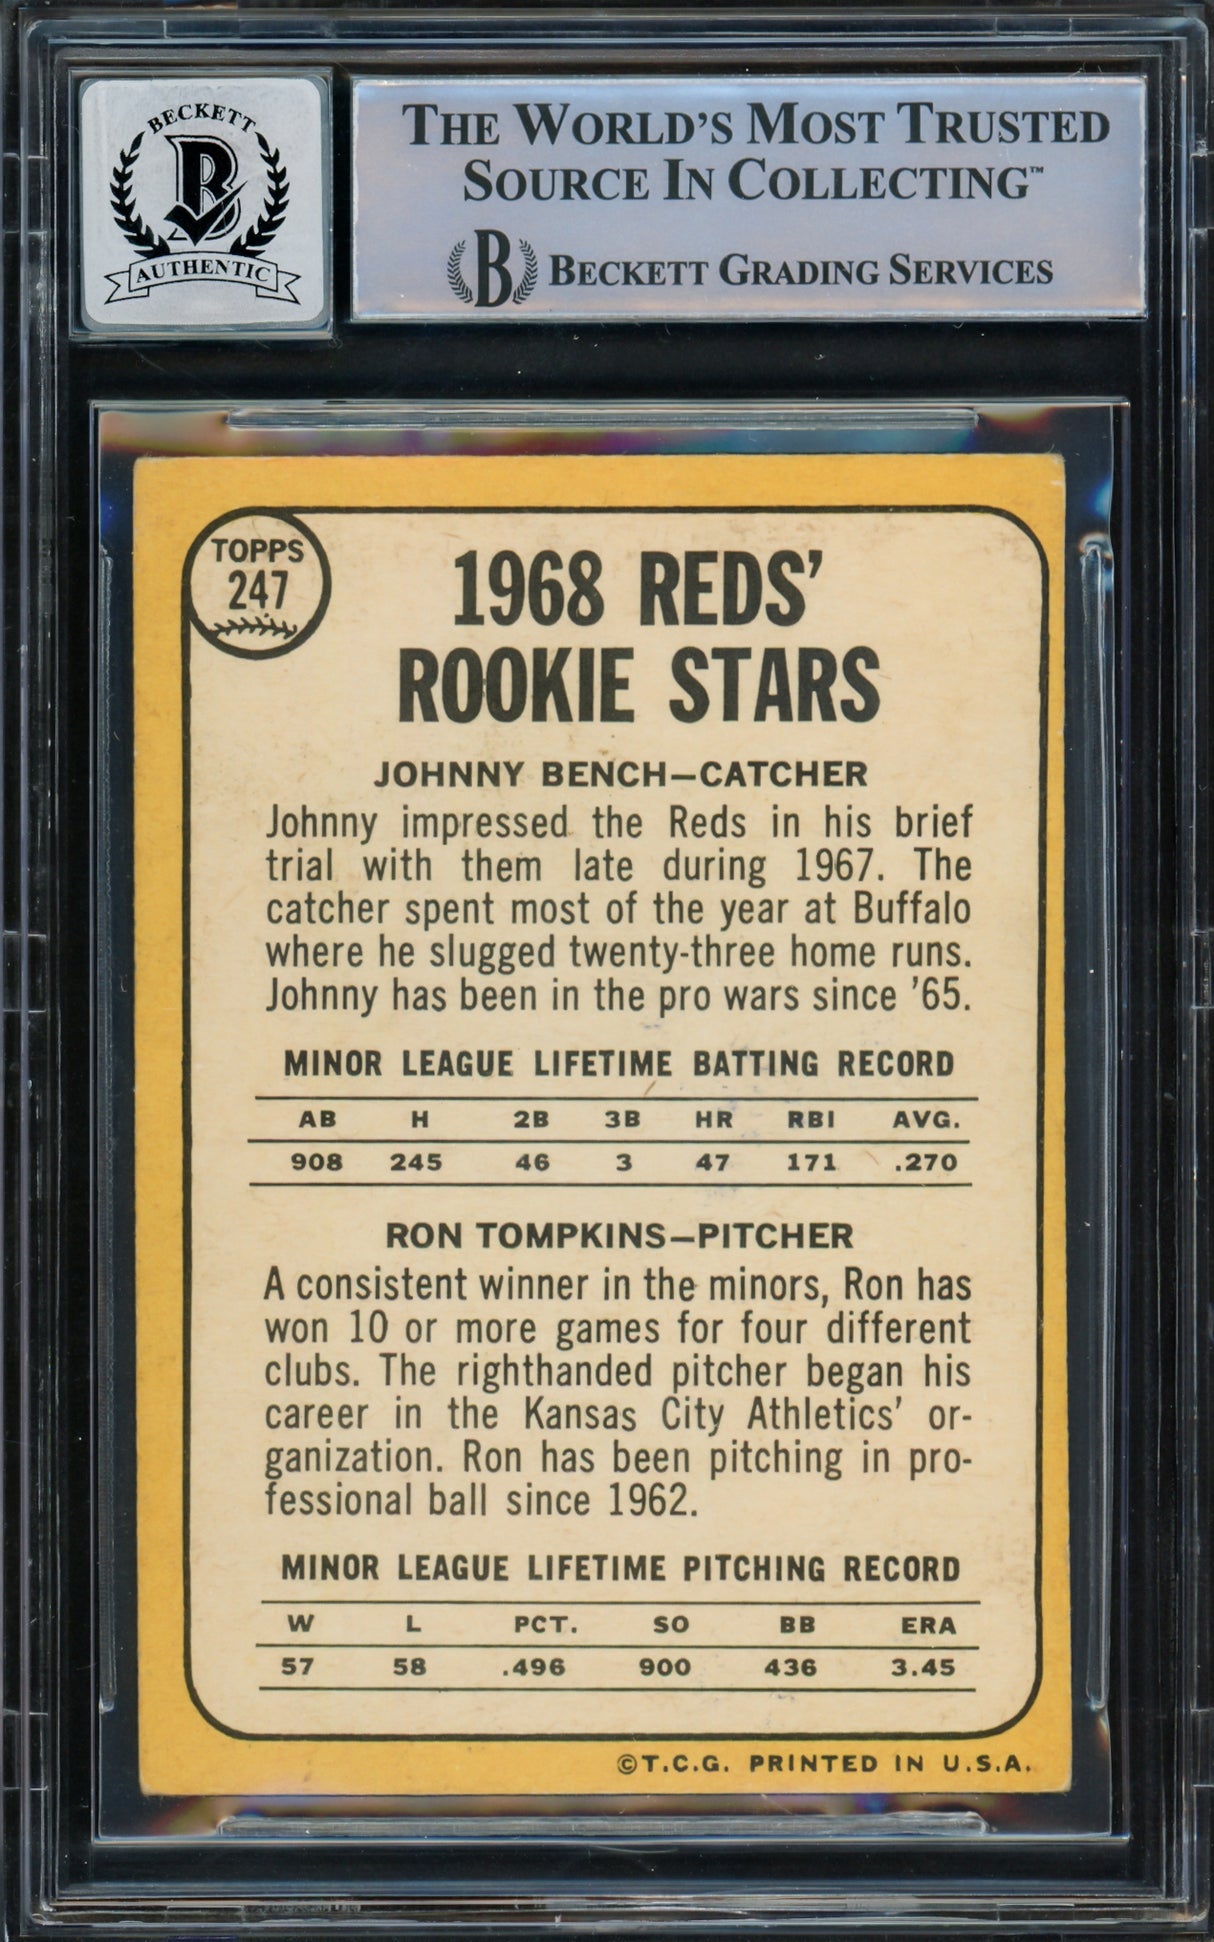 BECKETT
B
AUTHENTIC
THE WORLD'S MOST TRUSTED
SOURCE IN COLLECTING™
B BECKETT GRADING SERVICES
TOPPS
247
1968 REDS'
ROOKIE STARS
JOHNNY BENCH—CATCHER
Johnny impressed the Reds in his brief
trial with them late during 1967. The
catcher spent most of the year at Buffalo
where he slugged twenty-three home runs.
Johnny has been in the pro wars since '65.
MINOR LEAGUE LIFETIME BATTING RECORD
AB H 2B 3B HR RBI AVG.
908 245 46 3 47 171 .270
RON TOMPKINS—PITCHER
A consistent winner in the minors, Ron has
won 10 or more games for four different
clubs. The righthanded pitcher began his
career in the Kansas City Athletics' or-
ganization. Ron has been pitching in pro-
fessional ball since 1962.
MINOR LEAGUE LIFETIME PITCHING RECORD
W L PCT. SO BB ERA
57 58 .496 900 436 3.45
©T.C.G. PRINTED IN U.S.A.